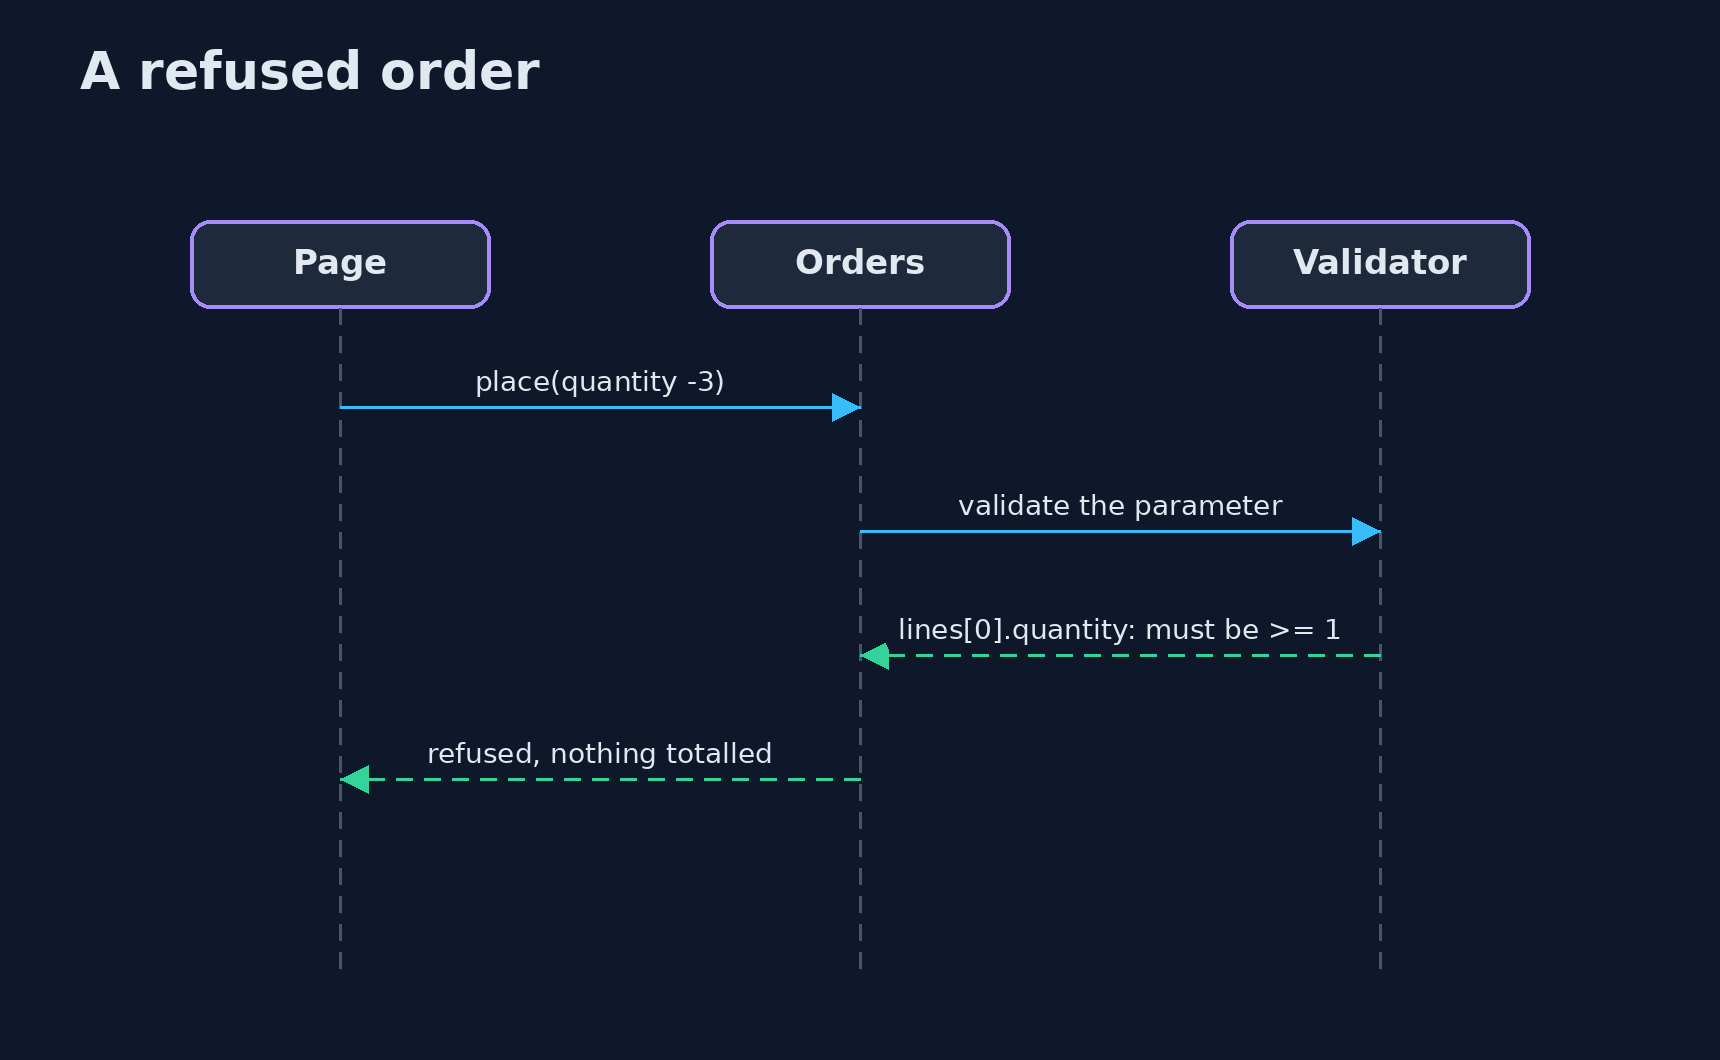 A refused order
Page
Orders
Validator
place(quantity -3)
validate the parameter
lines[0].quantity: must be >= 1
refused, nothing totalled